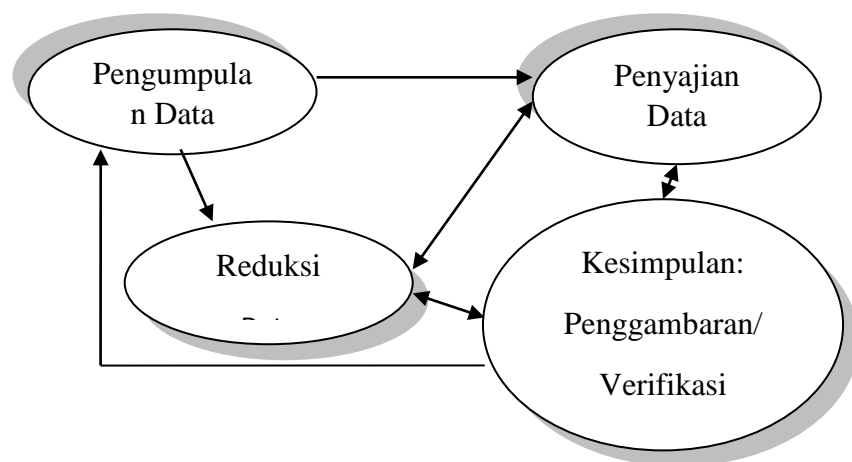 Pengumpula
n Data
Penyajian
Data
Reduksi
Kesimpulan:
Penggambaran/
Verifikasi